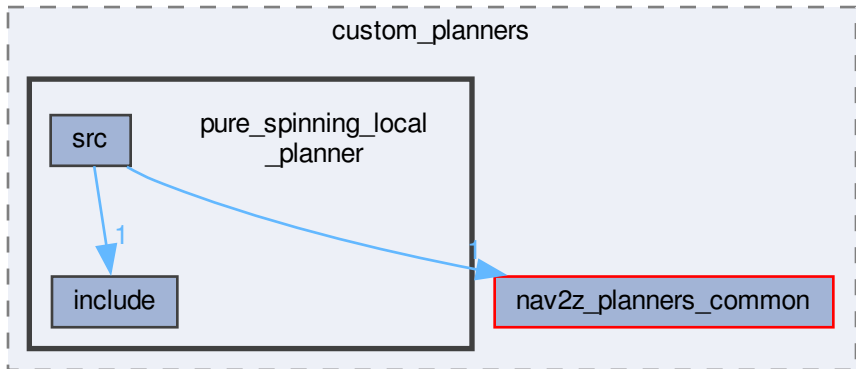 custom_planners
src
pure_spinning_local
_planner
1
1
include
nav2z_planners_common